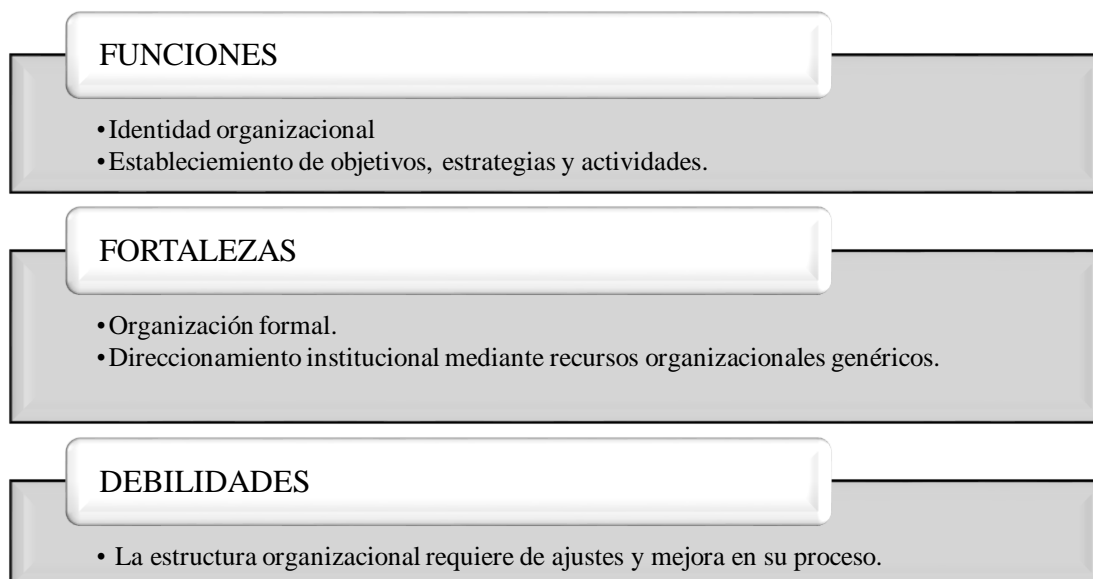 FUNCIONES
•Identidad organizacional
•Estableciemiento de objetivos, estrategias y actividades.
FORTALEZAS
•Organización formal.
•Direccionamiento institucional mediante recursos organizacionales genéricos.
DEBILIDADES
• La estructura organizacional requiere de ajustes y mejora en su proceso.